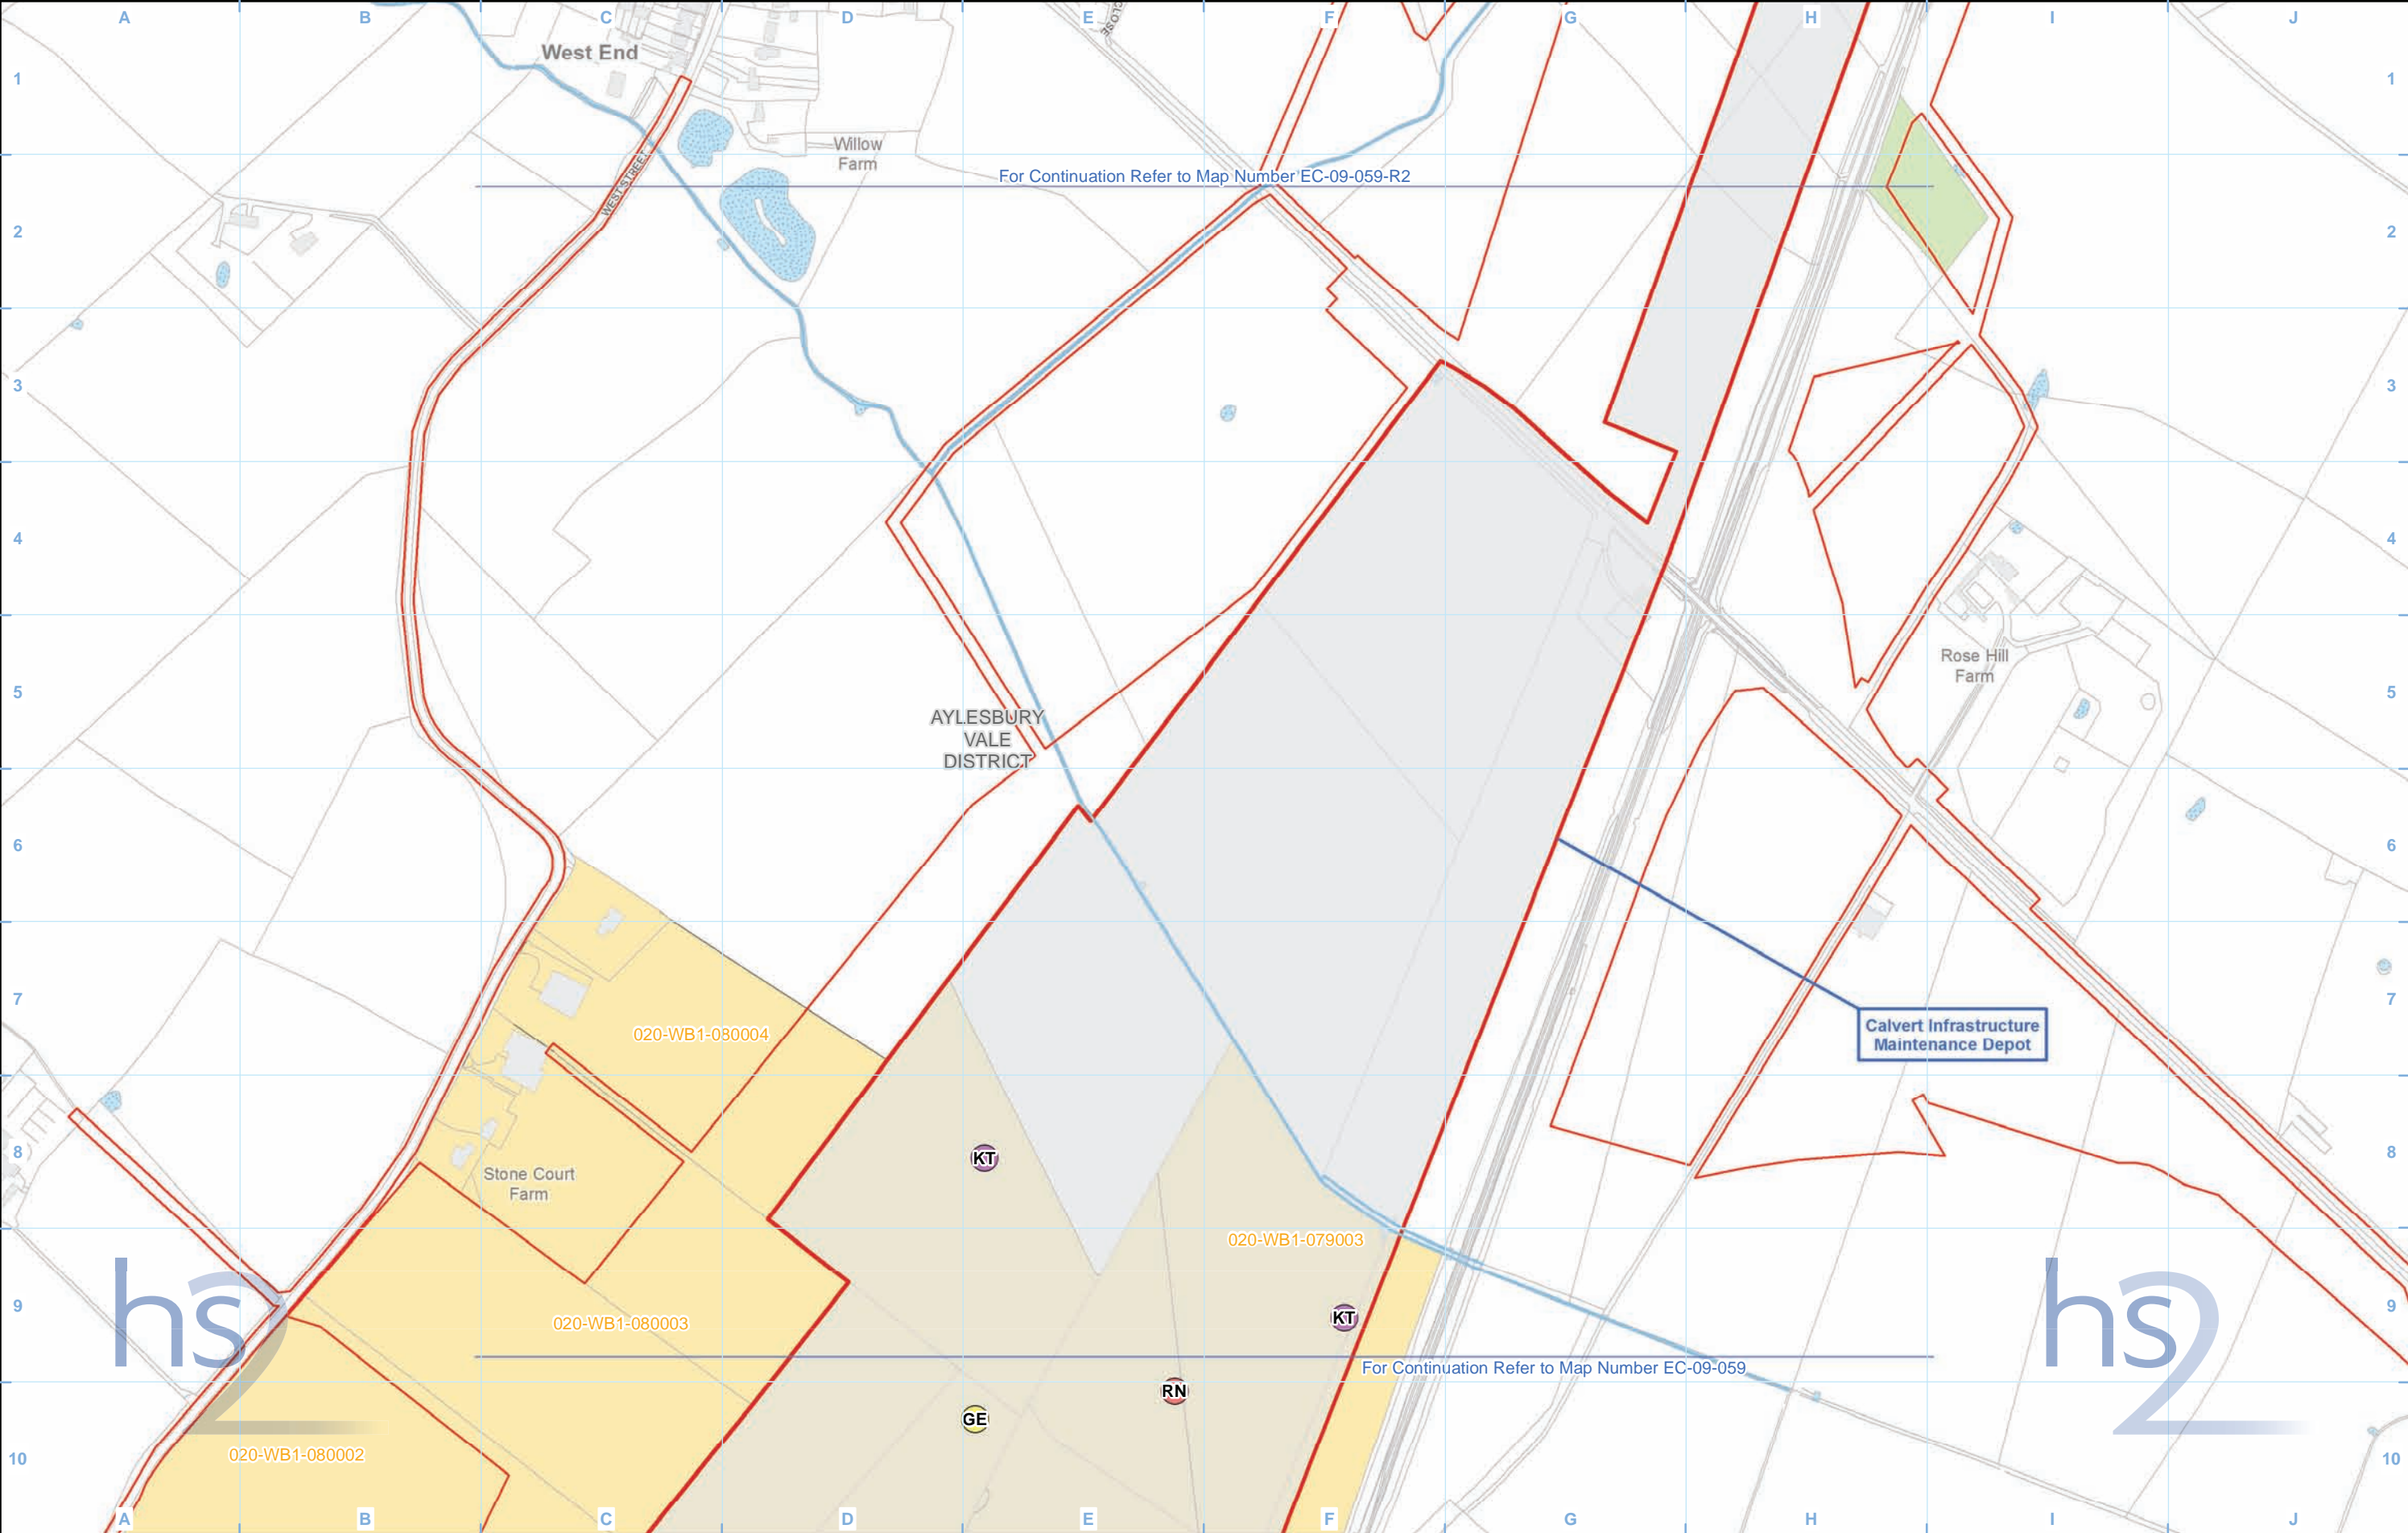 A B C D E F G H I J
CLOSE
West End
1 1
Willow
Farm
WEST STREET
For Continuation Refer to Map Number EC-09-059-R2
2 2
3 3
4 4
Rose Hill
Farm
5 5
AYLESBURY
VALE
DISTRICT
6 6
7 7
Calvert Infrastructure
Maintenance Depot
020-WB1-080004
8 8
KT
Stone Court
Farm
020-WB1-079003
9 9
hs2 hs2
020-WB1-080003
KT
For Continuation Refer to Map Number EC-09-059
RN
GE
020-WB1-080002
10 10
A B C D E F G H I J